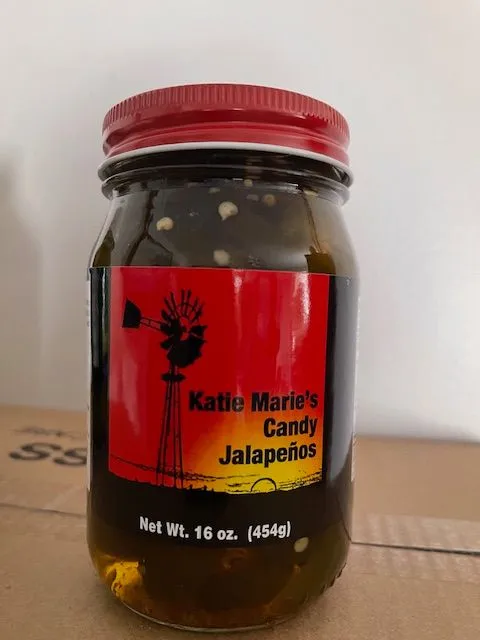 Katie Marie's
Candy
Jalapeños
Net Wt. 16 oz. (454g)